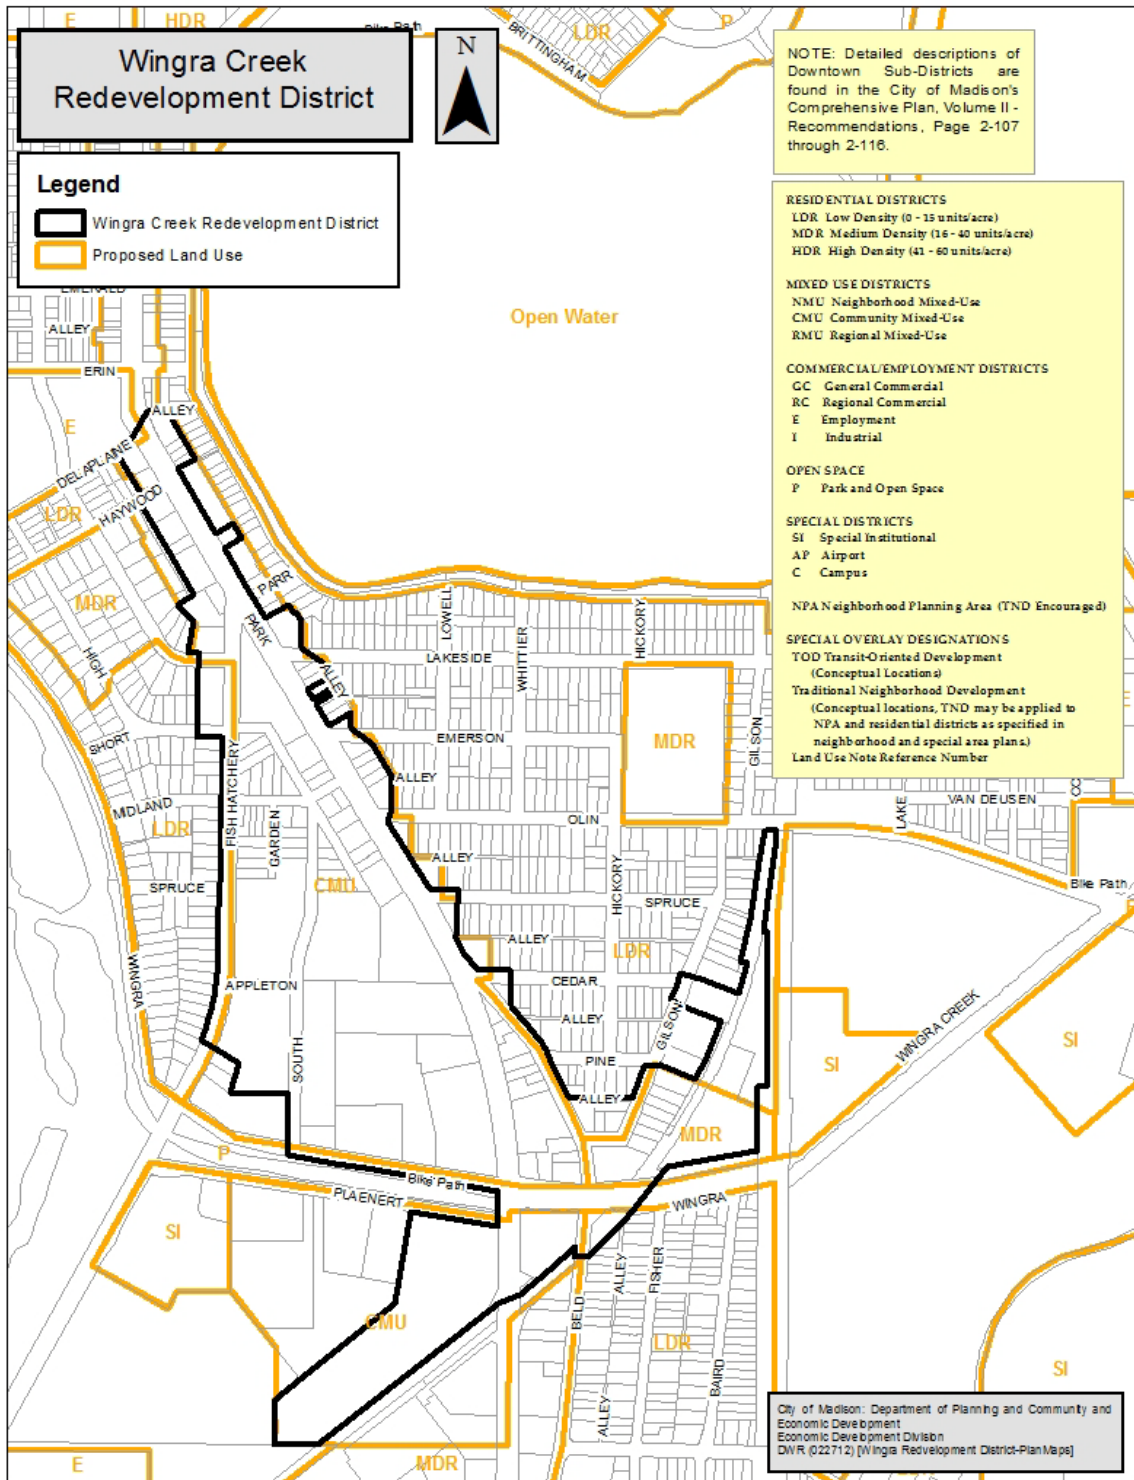 E
HDR
Bike Path
LDR
P
BRITTINGHAM
Wingra Creek
Redevelopment District
N
NOTE: Detailed descriptions of
Downtown Sub-Districts are
found in the City of Madison's
Comprehensive Plan, Volume II -
Recommendations, Page 2-107
through 2-116.
Legend
Wingra Creek Redevelopment District
Proposed Land Use
RESIDENTIAL DISTRICTS
LDR Low Density (0 - 15 units/acre)
MDR Medium Density (16 - 40 units/acre)
HDR High Density (41 - 60 units/acre)
MIXED USE DISTRICTS
NMU Neighborhood Mixed-Use
CMU Community Mixed-Use
RMU Regional Mixed-Use
COMMERCIAL/EMPLOYMENT DISTRICTS
GC General Commercial
RC Regional Commercial
E Employment
I Industrial
OPEN SPACE
P Park and Open Space
SPECIAL DISTRICTS
SI Special Institutional
AP Airport
C Campus
NPA Neighborhood Planning Area (TND Encouraged)
SPECIAL OVERLAY DESIGNATIONS
TOD Transit-Oriented Development
(Conceptual Locations)
Traditional Neighborhood Development
(Conceptual locations, TND may be applied to
NPA and residential districts as specified in
neighborhood and special area plans.)
Land Use Note Reference Number
EMERALD
ALLEY
ERIN
Open Water
ALLEY
E
DELAPLAINE
HAYWOOD
LDR
MDR
PARR
PARK
HIGH
LOWELL
WHITTIER
HICKORY
LAKESIDE
ALLEY
EMERSON
MDR
GILSON
SHORT
FISH HATCHERY
ALLEY
MIDLAND
LDR
GARDEN
OLIN
LAKE
VAN DEUSEN
E
ALLEY
CMU
SPRUCE
HICKORY
SPRUCE
Bike Path
ALLEY
LDR
WINGRA
APPLETON
CEDAR
ALLEY
GILSON
WINGRA CREEK
SI
SI
SOUTH
PINE
ALLEY
MDR
P
Bike Path
PLAENERT
WINGRA
SI
ALLEY
FISHER
CMU
BELD
LDR
BAIRD
ALLEY
SI
E
MDR
City of Madison: Department of Planning and Community and
Economic Development
Economic Development Division
DWR (022712) [Wingra Redvelopment District-PlanMaps]